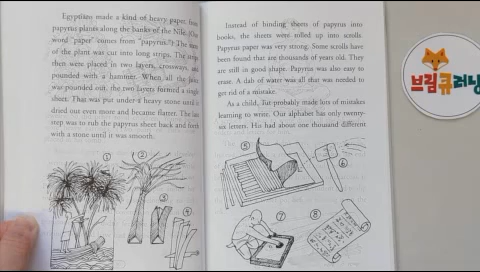 Egyptians made a kind of heavy paper from
papyrus plants along the banks of the Nile. (Our
word "paper" comes from "papyrus.") The stem
of the plant was cut into long strips. The strips
then were placed in two layers, crossways, and
pounded with a hammer. When all the juice
was pounded out, the two layers formed a single
sheet. That was put under a heavy stone until it
dried out even more and became flatter. The last
step was to rub the papyrus sheet back and forth
with a stone until it was smooth.
①
②
③
④
Instead of binding sheets of papyrus into
books, the sheets were rolled up into scrolls.
Papyrus paper was very strong. Some scrolls have
been found that are thousands of years old. They
are still in good shape. Papyrus was also easy to
erase. A dab of water was all that was needed to
get rid of a mistake.
As a child, Tut probably made lots of mistakes
learning to write. Our alphabet has only twenty-
six letters. His had about one thousand different
⑤
⑥
⑦
⑧
브림큐러닝